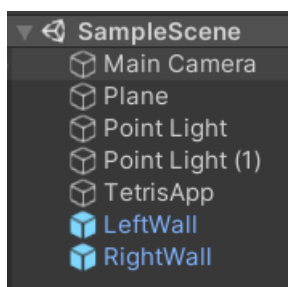 SampleScene
Main Camera
Plane
Point Light
Point Light (1)
TetrisApp
LeftWall
RightWall